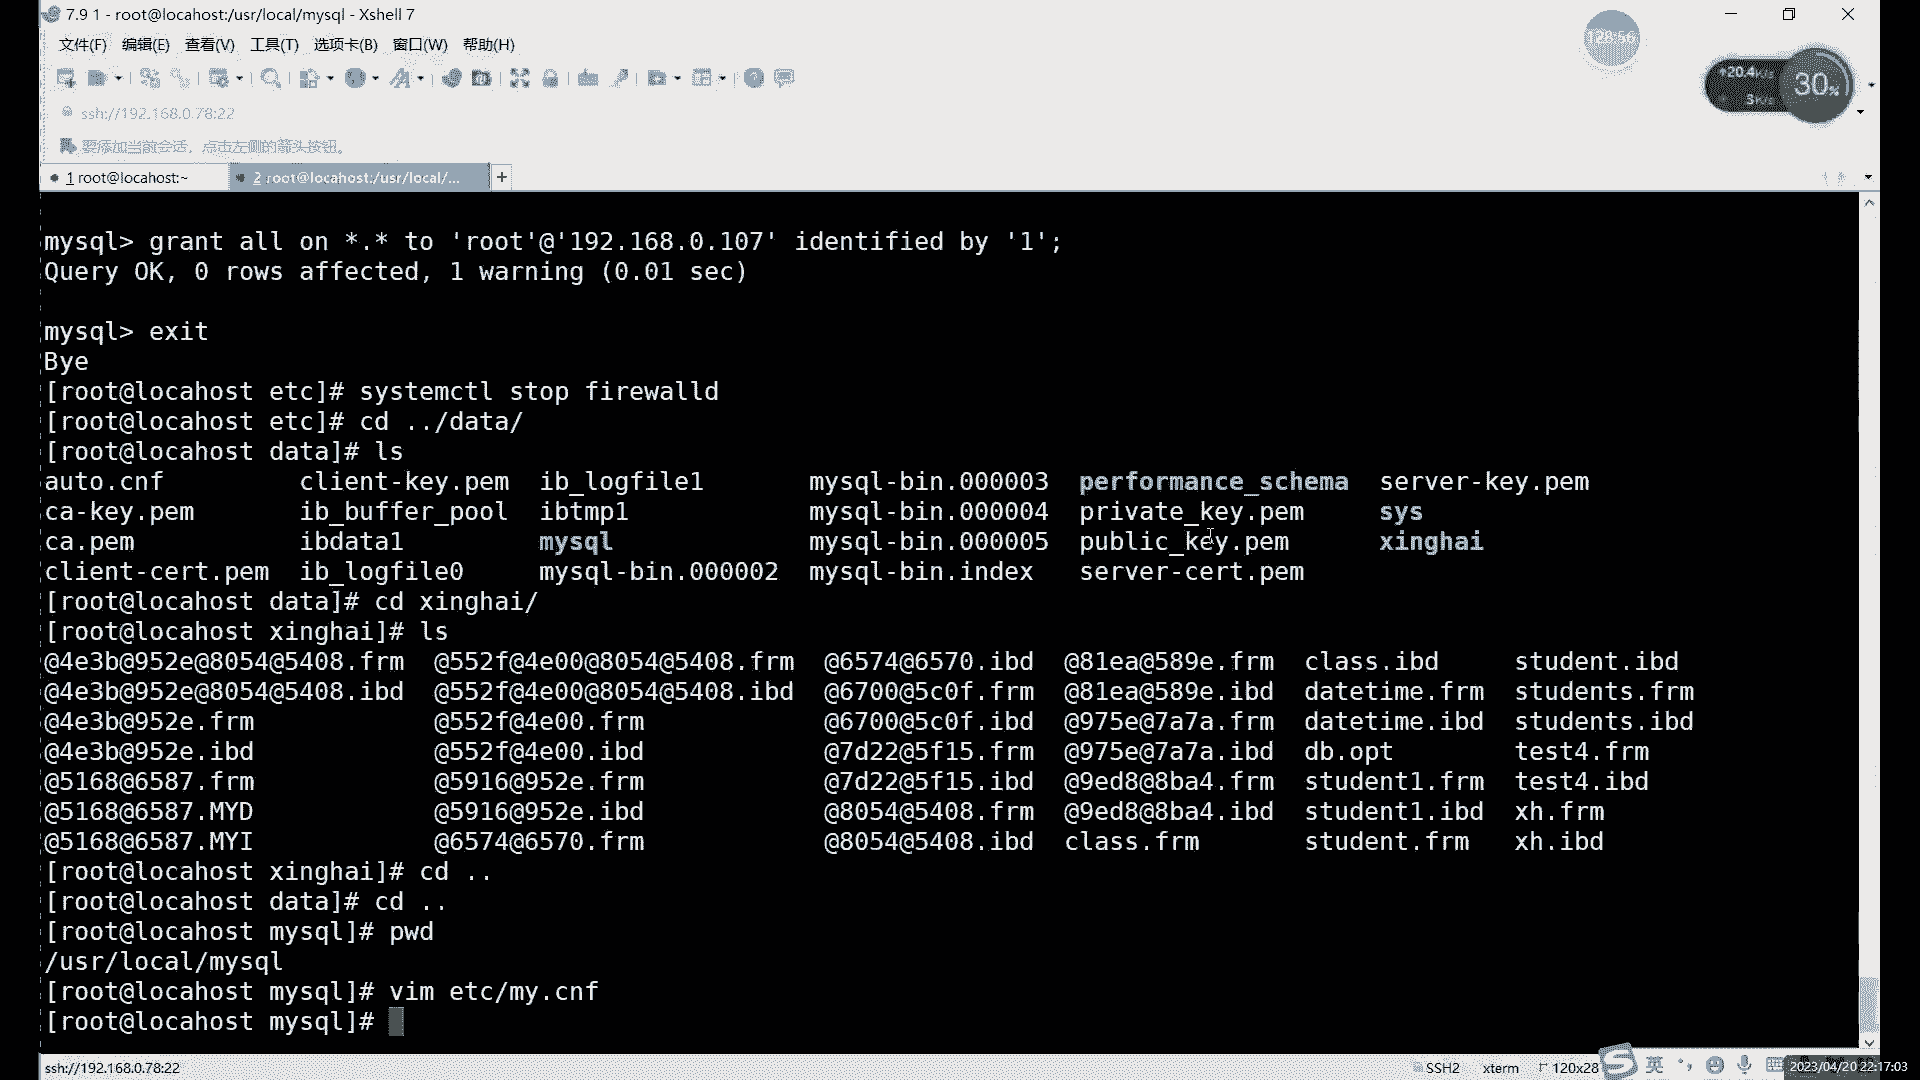 7.9 1 - root@locahost:/usr/local/mysql - Xshell 7
文件(F) 编辑(E) 查看(V) 工具(T) 选项卡(B) 窗口(W) 帮助(H)
128:56
↑20.4K/s
3K/s
30%
ssh://192.168.0.78:22
要添加当前会话，点击左侧的箭头按钮。
1 root@locahost:~ 2 root@locahost:/usr/local/... +
mysql> grant all on *.* to 'root'@'192.168.0.107' identified by '1';
Query OK, 0 rows affected, 1 warning (0.01 sec)
mysql> exit
Bye
[root@locahost etc]# systemctl stop firewalld
[root@locahost etc]# cd ../data/
[root@locahost data]# ls
auto.cnf client-key.pem ib_logfile1 mysql-bin.000003 performance_schema server-key.pem
ca-key.pem ib_buffer_pool ibtmp1 mysql-bin.000004 private_key.pem sys
ca.pem ibdata1 mysql mysql-bin.000005 public_key.pem xinghai
client-cert.pem ib_logfile0 mysql-bin.000002 mysql-bin.index server-cert.pem
[root@locahost data]# cd xinghai/
[root@locahost xinghai]# ls
@4e3b@952e@8054@5408.frm @552f@4e00@8054@5408.frm @6574@6570.ibd @81ea@589e.frm class.ibd student.ibd
@4e3b@952e@8054@5408.ibd @552f@4e00@8054@5408.ibd @6700@5c0f.frm @81ea@589e.ibd datetime.frm students.frm
@4e3b@952e.frm @552f@4e00.frm @6700@5c0f.ibd @975e@7a7a.frm datetime.ibd students.ibd
@4e3b@952e.ibd @552f@4e00.ibd @7d22@5f15.frm @975e@7a7a.ibd db.opt test4.frm
@5168@6587.frm @5916@952e.frm @7d22@5f15.ibd @9ed8@8ba4.frm student1.frm test4.ibd
@5168@6587.MYD @5916@952e.ibd @8054@5408.frm @9ed8@8ba4.ibd student1.ibd xh.frm
@5168@6587.MYI @6574@6570.frm @8054@5408.ibd class.frm student.frm xh.ibd
[root@locahost xinghai]# cd ..
[root@locahost data]# cd ..
[root@locahost mysql]# pwd
/usr/local/mysql
[root@locahost mysql]# vim etc/my.cnf
[root@locahost mysql]#
ssh://192.168.0.78:22 SSH2 xterm 120x28 英 2023/04/20 22:17:03